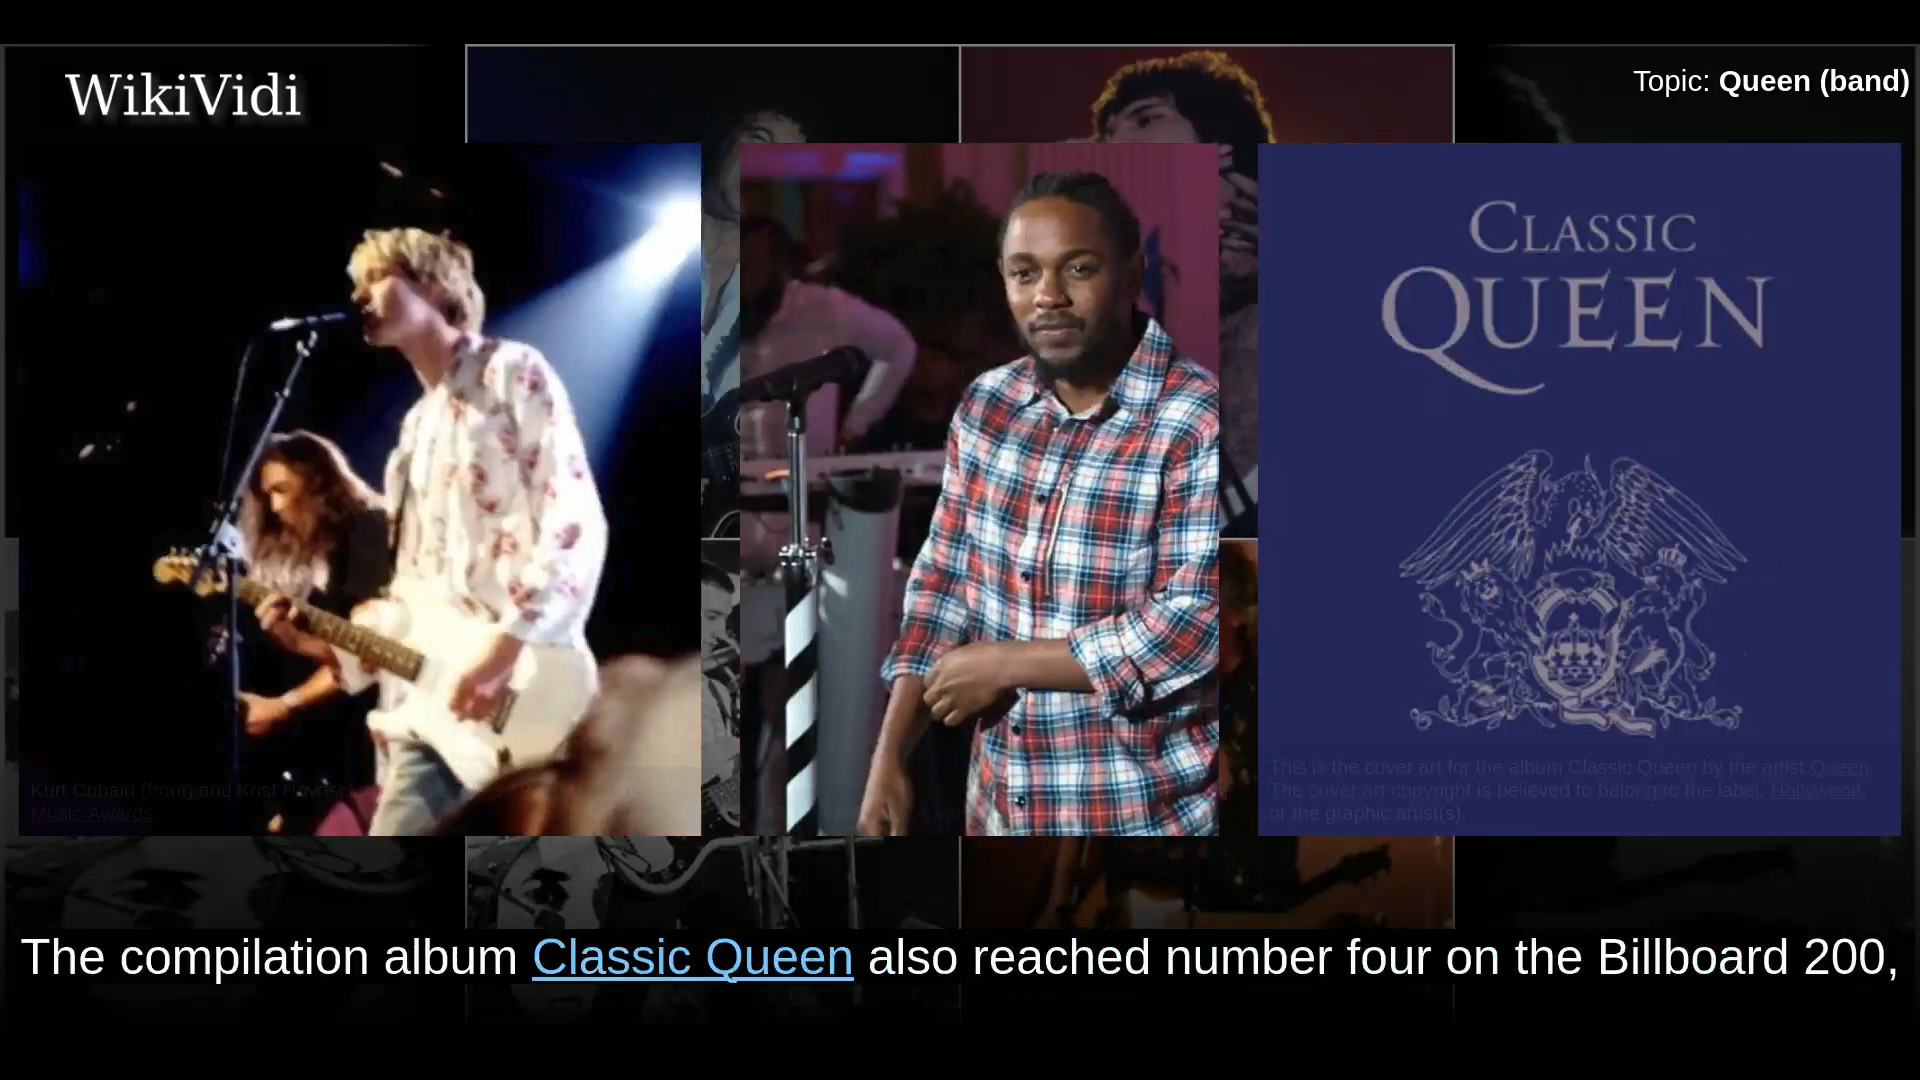 WikiVidi
Topic: Queen (band)
CLASSIC
QUEEN
Kurt Cobain (front) and Krist
Music Awards.
This is the cover art for the album Classic Queen by the artist Queen.
The cover art copyright is believed to belong to the label, Hollywood,
or the graphic artist(s).
The compilation album Classic Queen also reached number four on the Billboard 200,